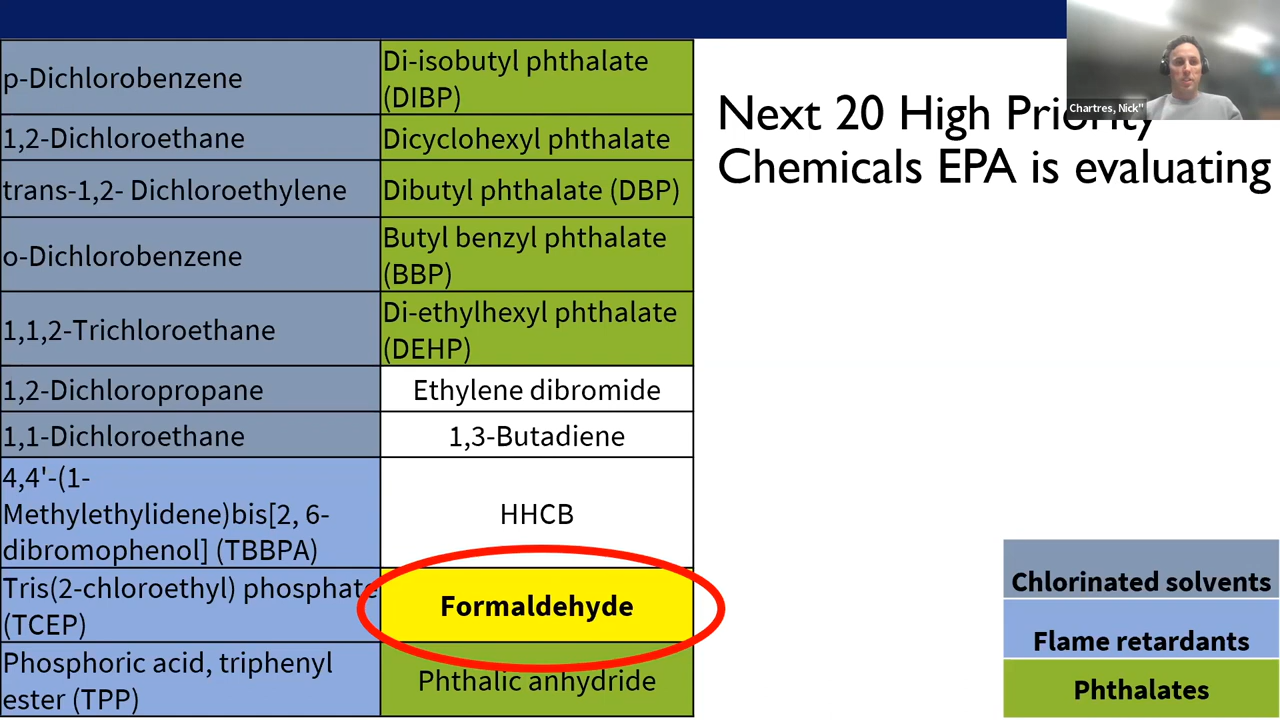 p-Dichlorobenzene
Di-isobutyl phthalate
(DIBP)
1,2-Dichloroethane
Dicyclohexyl phthalate
trans-1,2- Dichloroethylene
Dibutyl phthalate (DBP)
o-Dichlorobenzene
Butyl benzyl phthalate
(BBP)
1,1,2-Trichloroethane
Di-ethylhexyl phthalate
(DEHP)
1,2-Dichloropropane
Ethylene dibromide
1,1-Dichloroethane
1,3-Butadiene
4,4'-(1-
Methylethylidene)bis[2, 6-
dibromophenol] (TBBPA)
HHCB
Tris(2-chloroethyl) phosphate
(TCEP)
Formaldehyde
Phosphoric acid, triphenyl
ester (TPP)
Phthalic anhydride
Next 20 High Priority
Chemicals EPA is evaluating
Chartres, Nick"
Chlorinated solvents
Flame retardants
Phthalates